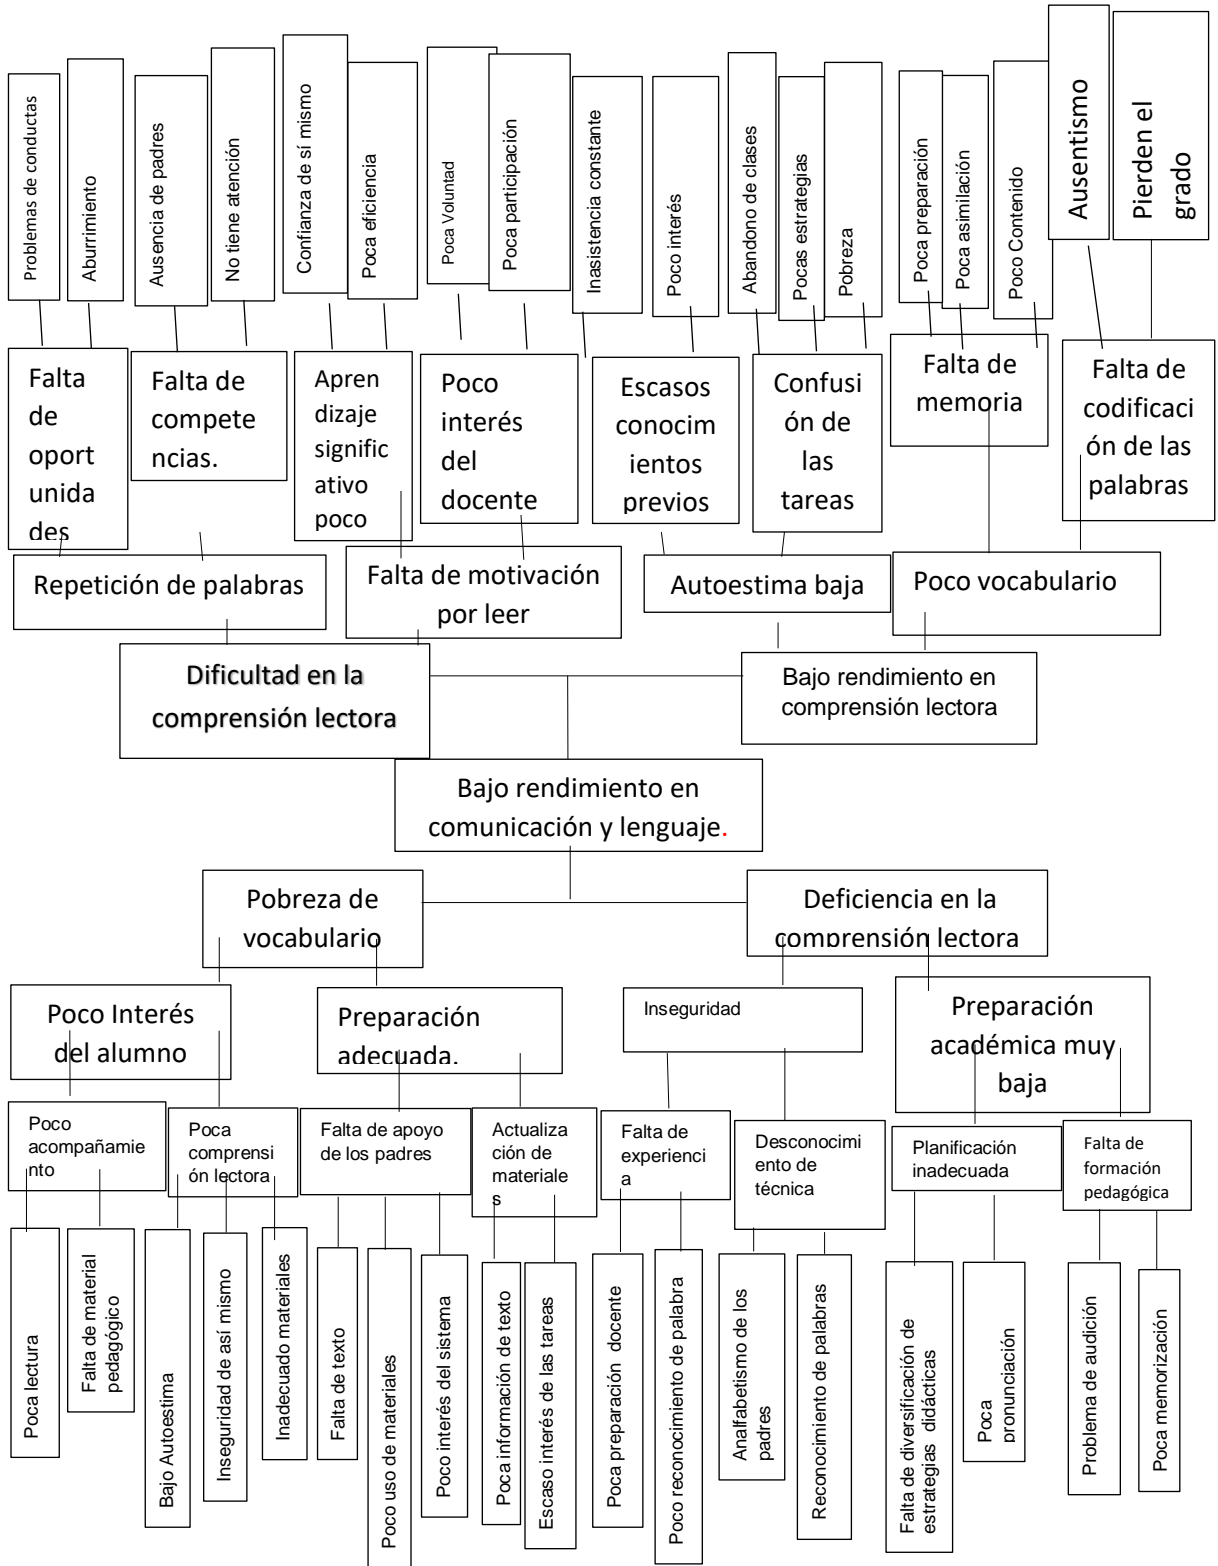 Problemas de conductas
Aburrimiento
Ausencia de padres
No tiene atención
Confianza de sí mismo
Poca eficiencia
Poca Voluntad
Poca participación
Inasistencia constante
Poco interés
Abandono de clases
Pocas estrategias
Pobreza
Poca preparación
Poca asimilación
Poco Contenido
Ausentismo
Pierden el
grado
Falta
de
oport
unida
des
Falta de
compete
ncias.
Apren
dizaje
signific
ativo
poco
Poco
interés
del
docente
Escasos
conocim
ientos
previos
Confusi
ón de
las
tareas
Falta de
memoria
Falta de
codificaci
ón de las
palabras
Repetición de palabras
Falta de motivación
por leer
Autoestima baja
Poco vocabulario
Dificultad en la
comprensión lectora
Bajo rendimiento en
comprensión lectora
Bajo rendimiento en
comunicación y lenguaje.
Pobreza de
vocabulario
Deficiencia en la
comprensión lectora
Poco Interés
del alumno
Preparación
adecuada.
Inseguridad
Preparación
académica muy
baja
Poco
acompañamie
nto
Poca
comprensi
ón lectora
Falta de apoyo
de los padres
Actualiza
ción de
materiale
s
Falta de
experienci
a
Desconocimi
ento de
técnica
Planificación
inadecuada
Falta de
formación
pedagógica
Poca lectura
Falta de material
pedagógico
Bajo Autoestima
Inseguridad de así mismo
Inadecuado materiales
Falta de texto
Poco uso de materiales
Poco interés del sistema
Poca información de texto
Escaso interés de las tareas
Poca preparación docente
Poco reconocimiento de palabra
Analfabetismo de los
padres
Reconocimiento de palabras
Falta de diversificación de
estrategias didácticas
Poca
pronunciación
Problema de audición
Poca memorización